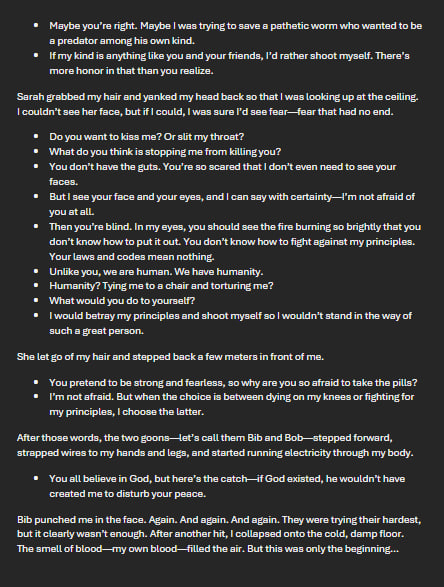 • Maybe you're right. Maybe I was trying to save a pathetic worm who wanted to be
a predator among his own kind.
• If my kind is anything like you and your friends, I'd rather shoot myself. There's
more honor in that than you realize.
Sarah grabbed my hair and yanked my head back so that I was looking up at the ceiling.
I couldn't see her face, but if I could, I was sure I'd see fear—fear that had no end.
• Do you want to kiss me? Or slit my throat?
• What do you think is stopping me from killing you?
• You don't have the guts. You're so scared that I don't even need to see your
faces.
• But I see your face and your eyes, and I can say with certainty—I'm not afraid of
you at all.
• Then you're blind. In my eyes, you should see the fire burning so brightly that you
don't know how to put it out. You don't know how to fight against my principles.
Your laws and codes mean nothing.
• Unlike you, we are human. We have humanity.
• Humanity? Tying me to a chair and torturing me?
• What would you do to yourself?
• I would betray my principles and shoot myself so I wouldn't stand in the way of
such a great person.
She let go of my hair and stepped back a few meters in front of me.
• You pretend to be strong and fearless, so why are you so afraid to take the pills?
• I'm not afraid. But when the choice is between dying on my knees or fighting for
my principles, I choose the latter.
After those words, the two goons—let's call them Bib and Bob—stepped forward,
strapped wires to my hands and legs, and started running electricity through my body.
• You all believe in God, but here's the catch—if God existed, he wouldn't have
created me to disturb your peace.
Bib punched me in the face. Again. And again. And again. They were trying their hardest,
but it clearly wasn't enough. After another hit, I collapsed onto the cold, damp floor.
The smell of blood—my own blood—filled the air. But this was only the beginning...